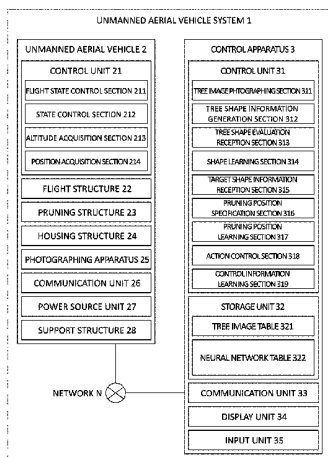 UNMANNED AERIAL VEHICLE SYSTEM 1
UNMANNED AERIAL VEHICLE 2
CONTROL UNIT 21
FLIGHT STATE CONTROL SECTION 211
STATE CONTROL SECTION 212
ALTITUDE ACQUISITION SECTION 213
POSITION ACQUISITION SECTION 214
FLIGHT STRUCTURE 22
PRUNING STRUCTURE 23
HOUSING STRUCTURE 24
PHOTOGRAPHING APPARATUS 25
COMMUNICATION UNIT 26
POWER SOURCE UNIT 27
SUPPORT STRUCTURE 28
NETWORK N
CONTROL APPARATUS 3
CONTROL UNIT 31
TREE IMAGE PHTOGRAPHING SECTION 311
TREE SHAPE INFORMATION
GENERATION SECTION 312
TREE SHAPE EVALUATION
RECEPTION SECTION 313
SHAPE LEARNING SECTION 314
TARGET SHAPE INFORMATION
RECEPTION SECTION 315
PRUNING POSITION
SPECIFICATION SECTION 316
PRUNING POSITION
LEARNING SECTION 317
ACTION CONTROL SECTION 318
CONTROL INFORMATION
LEARNING SECTION 319
STORAGE UNIT 32
TREE IMAGE TABLE 321
NEURAL NETWORK TABLE 322
COMMUNICATION UNIT 33
DISPLAY UNIT 34
INPUT UNIT 35